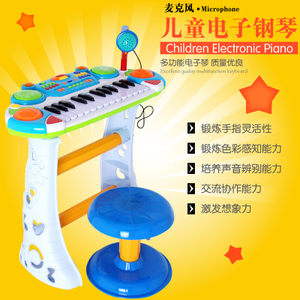 麦克风•Microphone
儿童电子钢琴
Children Electronic Piano
多功能电子琴 质量优良
Excellent quality multifunction keyboard
锻炼手指灵活性
锻炼色彩感知能力
培养声音辨别能力
交流协作能力
激发想象力